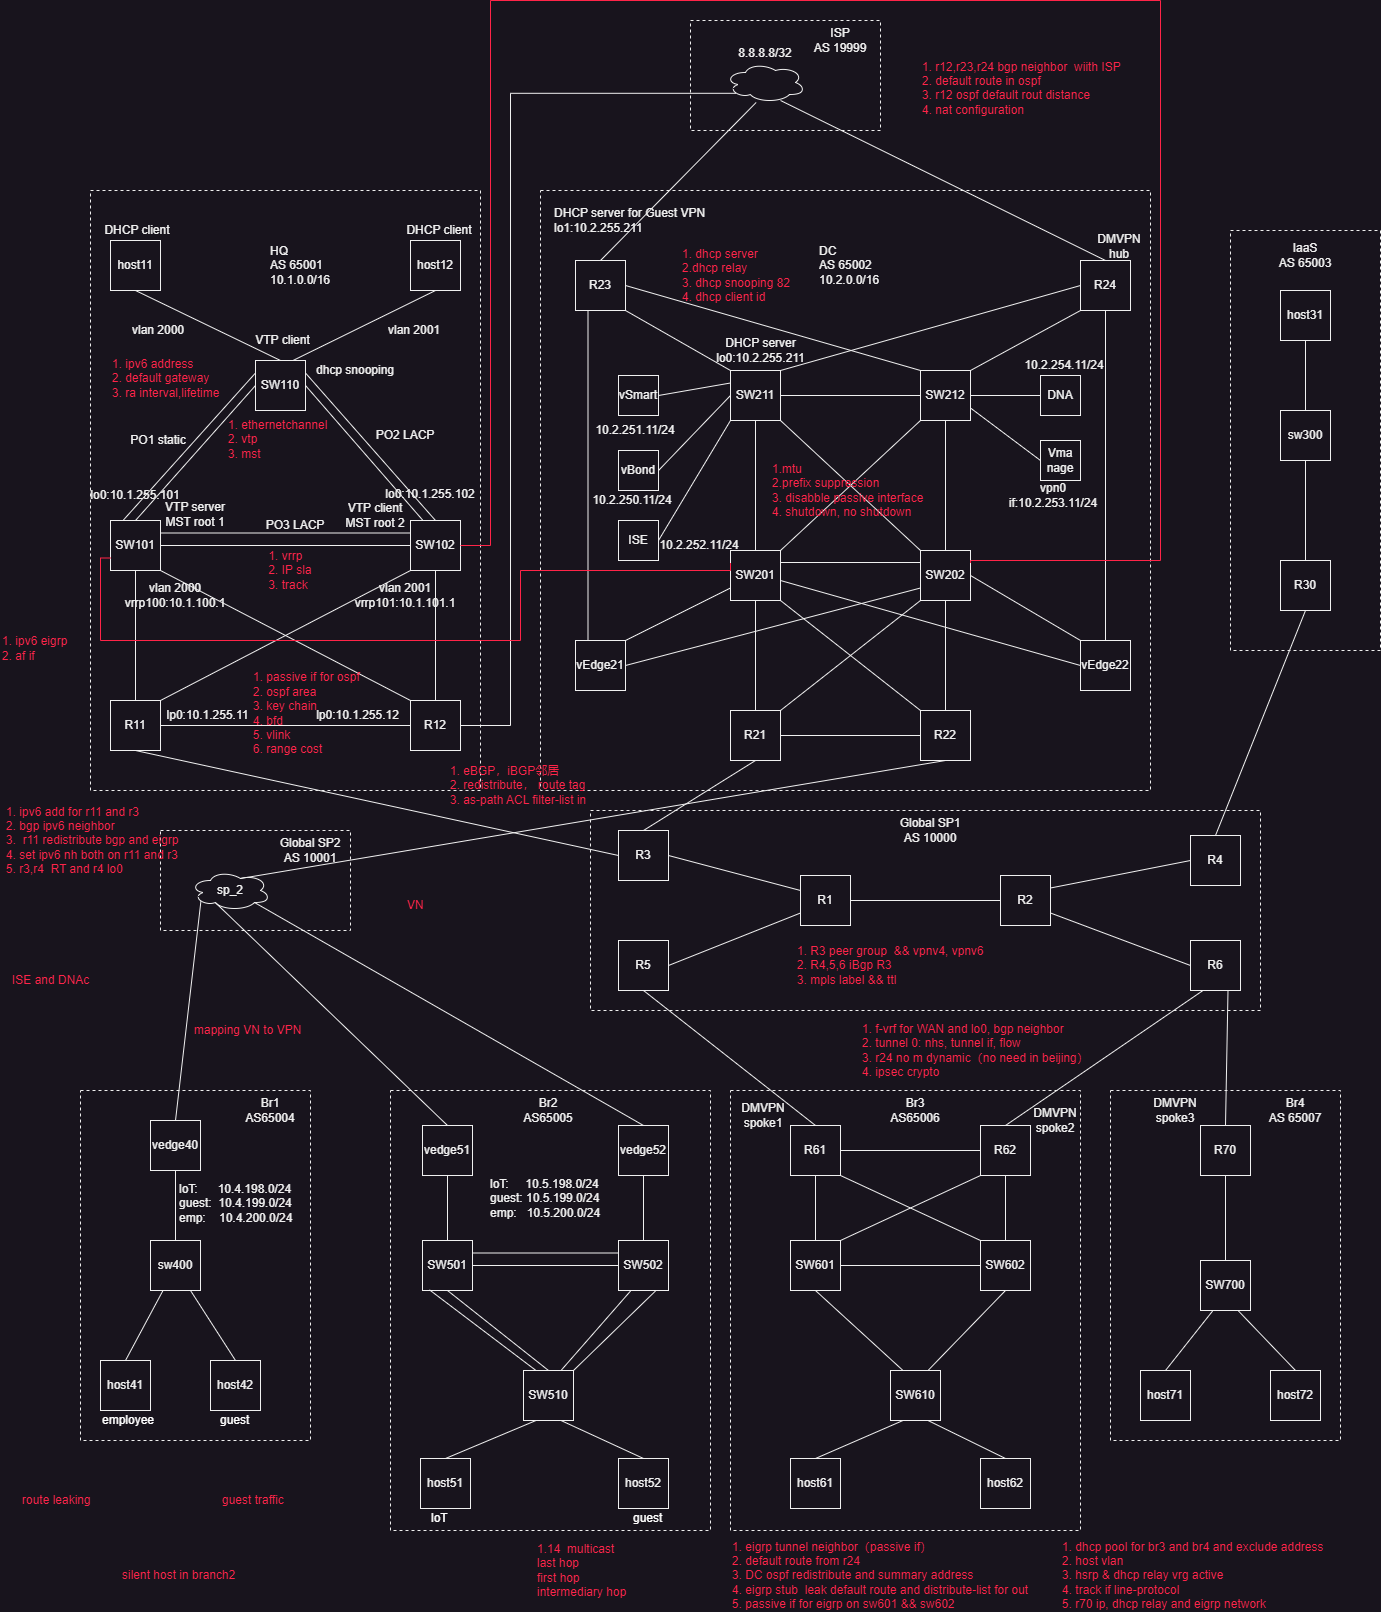 ISP
AS 19999
8.8.8.8/32
1. r12,r23,r24 bgp neighbor wiith ISP
2. default route in ospf
3. r12 ospf default rout distance
4. nat configuration
DHCP client
DHCP client
host11
host12
HQ
AS 65001
10.1.0.0/16
vlan 2000
vlan 2001
VTP client
SW110
dhcp snooping
1. ipv6 address
2. default gateway
3. ra interval,lifetime
1. ethernetchannel
2. vtp
3. mst
PO1 static
PO2 LACP
lo0:10.1.255.101
lo0:10.1.255.102
VTP server
MST root 1
VTP client
MST root 2
PO3 LACP
SW101
SW102
1. vrrp
2. IP sla
3. track
vlan 2000
vrrp100:10.1.100.1
vlan 2001
vrrp101:10.1.101.1
1. ipv6 eigrp
2. af if
1. passive if for ospf
2. ospf area
3. key chain
4. bfd
5. vlink
6. range cost
R11
lp0:10.1.255.11
lp0:10.1.255.12
R12
DHCP server for Guest VPN
lo1:10.2.255.211
1. dhcp server
2.dhcp relay
3. dhcp snooping 82
4. dhcp client id
DC
AS 65002
10.2.0.0/16
DMVPN
hub
R23
R24
DHCP server
lo0:10.2.255.211
10.2.254.11/24
vSmart
SW211
SW212
DNA
10.2.251.11/24
vBond
Vma
nage
vpn0
if:10.2.253.11/24
10.2.250.11/24
1.mtu
2.prefix suppression
3. disabble passive interface
4. shutdown, no shutdown
ISE
10.2.252.11/24
SW201
SW202
vEdge21
vEdge22
R21
R22
IaaS
AS 65003
host31
sw300
R30
1. eBGP，iBGP邻居
2. redistribute， route tag
3. as-path ACL filter-list in
1. ipv6 add for r11 and r3
2. bgp ipv6 neighbor
3. r11 redistribute bgp and eigrp
4. set ipv6 nh both on r11 and r3
5. r3,r4 RT and r4 lo0
Global SP2
AS 10001
sp_2
Global SP1
AS 10000
R3
R4
R1
R2
R5
R6
1. R3 peer group && vpnv4, vpnv6
2. R4,5,6 iBgp R3
3. mpls label && ttl
VN
ISE and DNAc
mapping VN to VPN
1. f-vrf for WAN and lo0, bgp neighbor
2. tunnel 0: nhs, tunnel if, flow
3. r24 no m dynamic（no need in beijing）
4. ipsec crypto
Br1
AS65004
vedge40
IoT: 10.4.198.0/24
guest: 10.4.199.0/24
emp: 10.4.200.0/24
sw400
host41
host42
employee
guest
Br2
AS65005
vedge51
vedge52
IoT: 10.5.198.0/24
guest: 10.5.199.0/24
emp: 10.5.200.0/24
SW501
SW502
SW510
host51
host52
IoT
guest
Br3
AS65006
DMVPN
spoke1
DMVPN
spoke2
R61
R62
SW601
SW602
SW610
host61
host62
DMVPN
spoke3
Br4
AS 65007
R70
SW700
host71
host72
route leaking
guest traffic
silent host in branch2
1.14 multicast
last hop
first hop
intermediary hop
1. eigrp tunnel neighbor（passive if）
2. default route from r24
3. DC ospf redistribute and summary address
4. eigrp stub leak default route and distribute-list for out
5. passive if for eigrp on sw601 && sw602
1. dhcp pool for br3 and br4 and exclude address
2. host vlan
3. hsrp & dhcp relay vrg active
4. track if line-protocol
5. r70 ip, dhcp relay and eigrp network